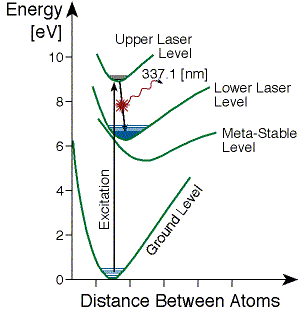 Energy
[eV]
Upper Laser
Level
337.1 [nm]
Lower Laser
Level
Meta-Stable
Level
Excitation
Ground Level
10
8
6
4
2
0
Distance Between Atoms